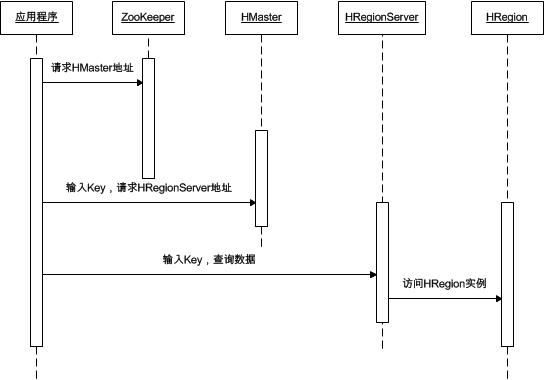 应用程序 ZooKeeper HMaster HRegionServer HRegion
请求HMaster地址
输入Key，请求HRegionServer地址
输入Key，查询数据
访问HRegion实例